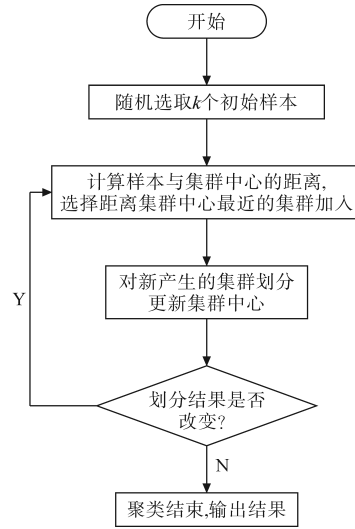 开始
随机选取k个初始样本
计算样本与集群中心的距离,
选择距离集群中心最近的集群加入
对新产生的集群划分
更新集群中心
Y
划分结果是否
改变?
N
聚类结束,输出结果